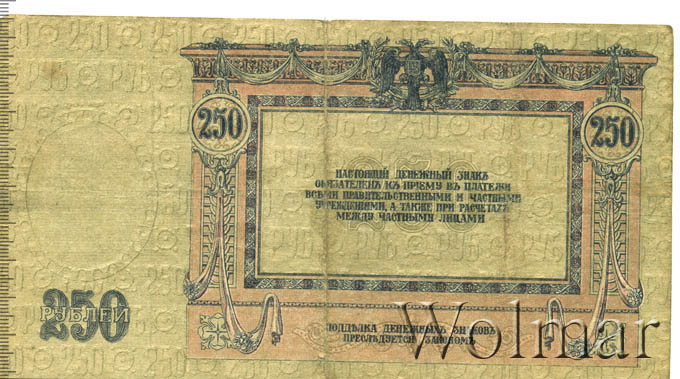 250
250
НАСТОЯЩІЙ ДЕНЕЖНЫЙ ЗНАКЪ
ОБЯЗАТЕЛЕНЪ КЪ ПРІЕМУ ВЪ ПЛАТЕЖИ
ВСѢМИ ПРАВИТЕЛЬСТВЕННЫМИ И ЧАСТНЫМИ
УЧРЕЖДЕНІЯМИ, А ТАКЖЕ ПРИ РАСЧЕТАХЪ
МЕЖДУ ЧАСТНЫМИ ЛИЦАМИ
250
РУБЛЕЙ
ПОДДѢЛКА ДЕНЕЖНЫХЪ ЗНАКОВЪ
ПРЕСЛѢДУЕТСЯ ЗАКОНОМЪ
Wolmar